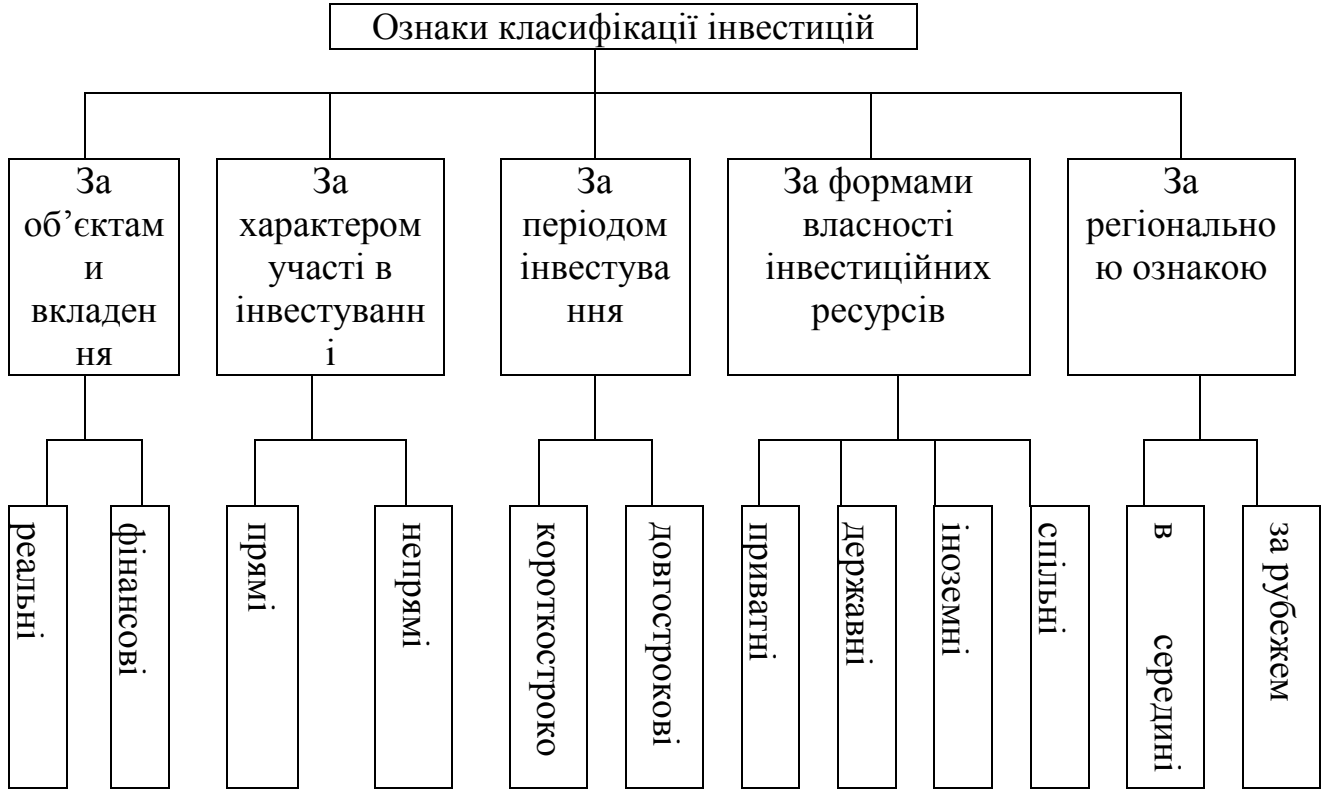 Ознаки класифікації інвестицій
За
об’єктам
и
вкладен
ня
За
характером
участі в
інвестуванн
і
За
періодом
інвестува
ння
За формами
власності
інвестиційних
ресурсів
За
регіонально
ю ознакою
реальні
фінансові
прямі
непрямі
короткостроко
довгострокові
приватні
державні
іноземні
спільні
в середині
за рубежем